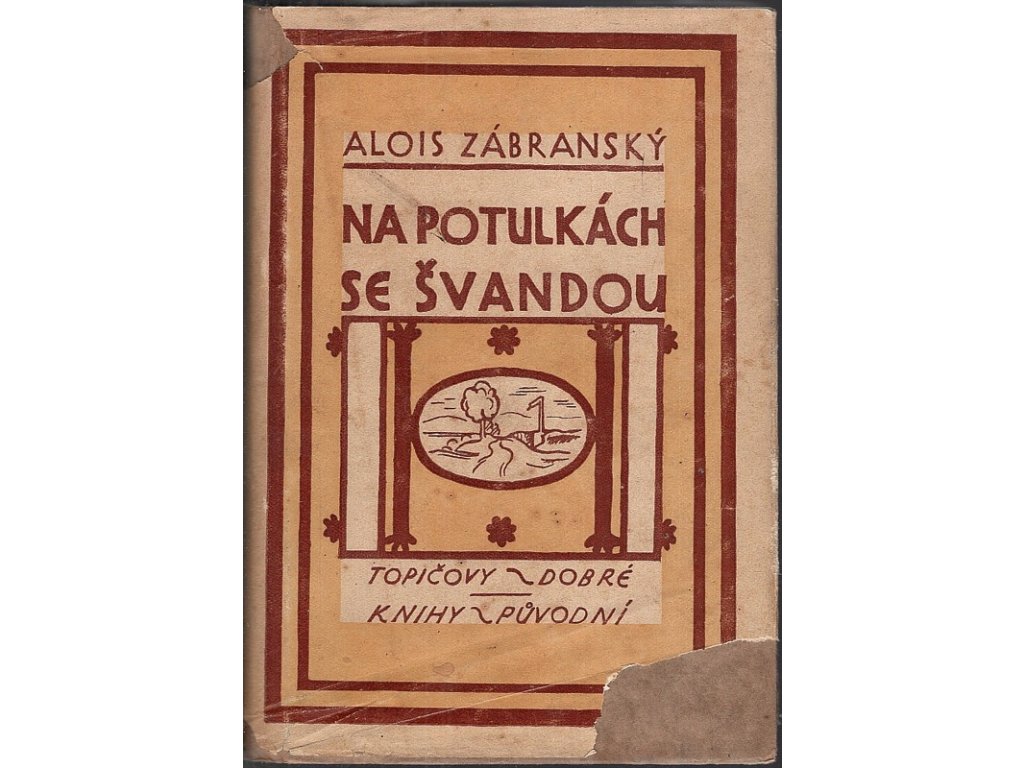 ALOIS ZÁBRANSKÝ
NA POTULKÁCH
SE ŠVANDOU
TOPIČOVY DOBRÉ
KNIHY PŮVODNÍ